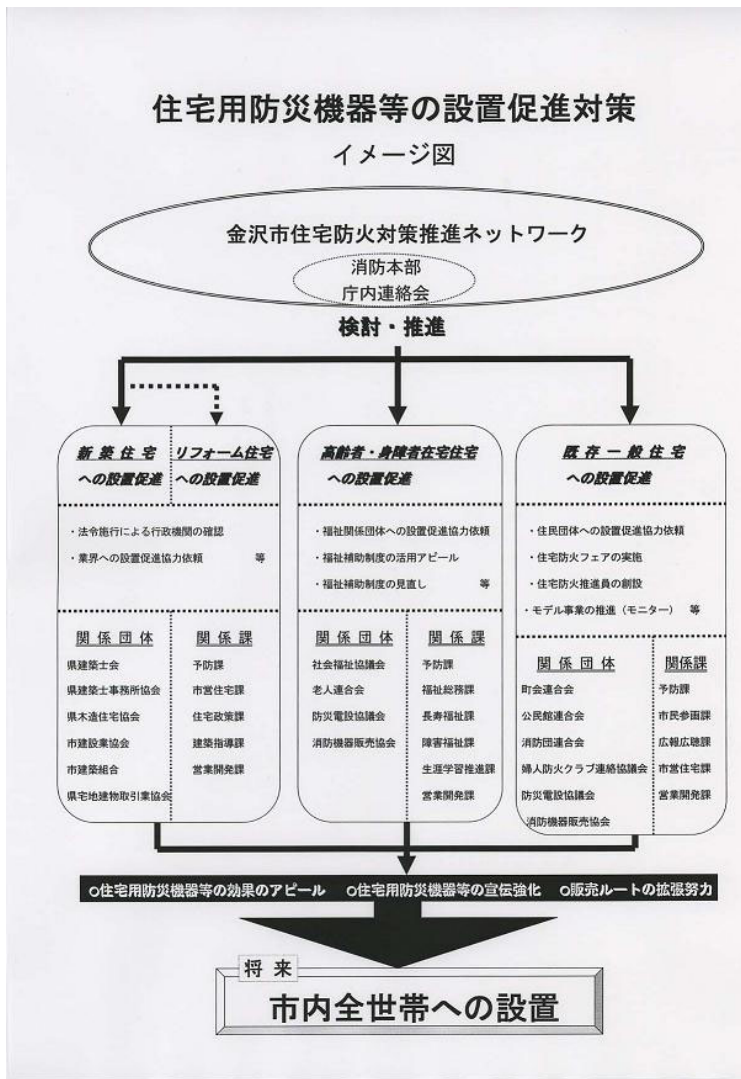 住宅用防災機器等の設置促進対策
イメージ図
金沢市住宅防火対策推進ネットワーク
消防本部
庁内連絡会
検討・推進
新築住宅
への設置促進
リフォーム住宅
への設置促進
・法令施行による行政機関の確認
・業界への設置促進協力依頼 等
関係団体
県建築士会
県建築士事務所協会
県木造住宅協会
市建設業協会
市建築組合
県宅地建物取引業協会
関係課
予防課
市営住宅課
住宅政策課
建築指導課
営業開発課
高齢者・身障者在宅住宅
への設置促進
・福祉関係団体への設置促進協力依頼
・福祉補助制度の活用アピール
・福祉補助制度の見直し 等
関係団体
社会福祉協議会
老人連合会
防災電設協議会
消防機器販売協会
関係課
予防課
福祉総務課
長寿福祉課
障害福祉課
生涯学習推進課
営業開発課
既存一般住宅
への設置促進
・住民団体への設置促進協力依頼
・住宅防火フェアの実施
・住宅防火推進員の創設
・モデル事業の推進（モニター） 等
関係団体
町会連合会
公民館連合会
消防団連合会
婦人防火クラブ連絡協議会
防災電設協議会
消防機器販売協会
関係課
予防課
市民参画課
広報広聴課
市営住宅課
営業開発課
○住宅用防災機器等の効果のアピール ○住宅用防災機器等の宣伝強化 ○販売ルートの拡張努力
将来
市内全世帯への設置